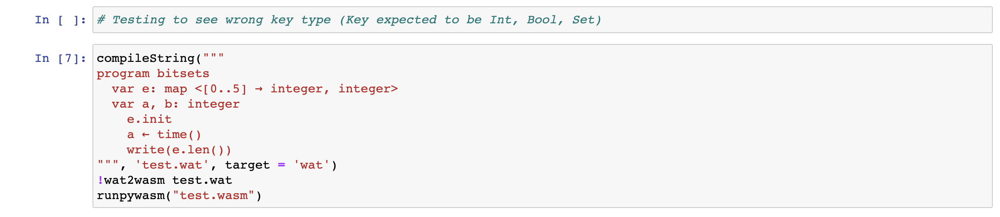 In [ ]: # Testing to see wrong key type (Key expected to be Int, Bool, Set)
In [7]: compileString("""
program bitsets
  var e: map <[0..5] → integer, integer>
  var a, b: integer
    e.init
    a ← time()
    write(e.len())
""", 'test.wat', target = 'wat')
!wat2wasm test.wat
runpywasm("test.wasm")